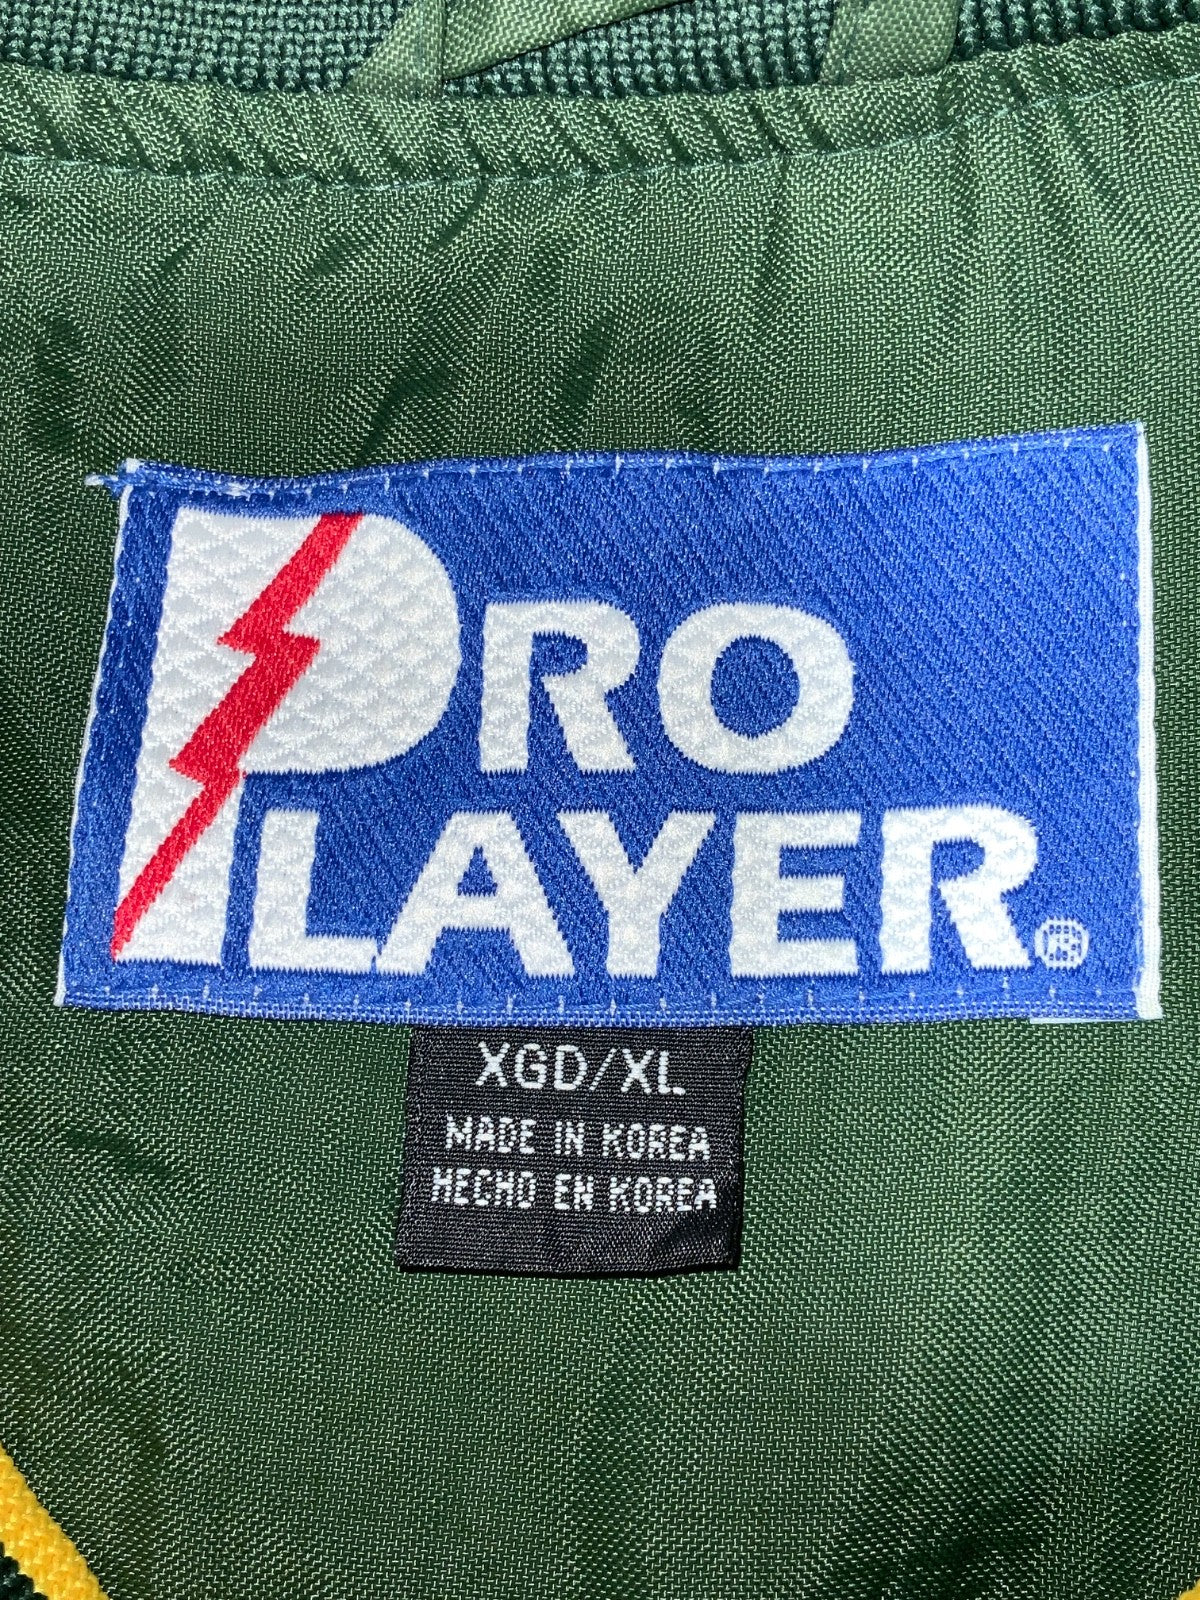 PRO
PLAYER®
XGD/XL
MADE IN KOREA
HECHO EN KOREA